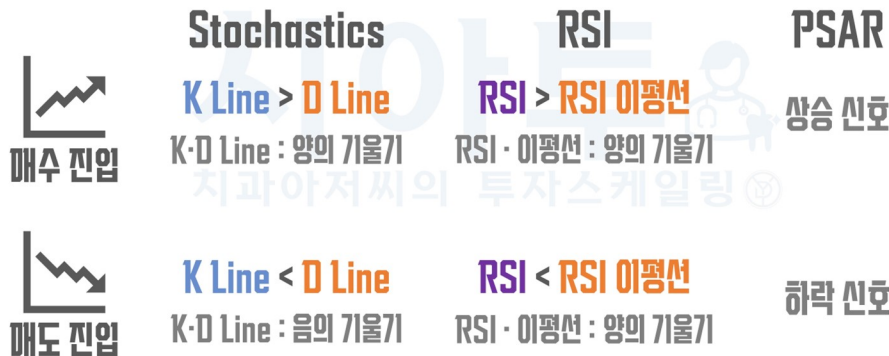 Stochastics RSI PSAR
K Line > D Line RSI > RSI 이평선 상승 신호
매수 진입 K·D Line : 양의 기울기 RSI · 이평선 : 양의 기울기
시아투
치과아저씨의 투자스케일링
K Line < D Line RSI < RSI 이평선 하락 신호
매도 진입 K·D Line : 음의 기울기 RSI · 이평선 : 양의 기울기